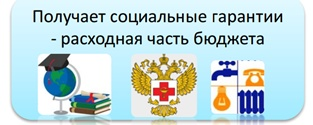 Получает социальные гарантии
- расходная часть бюджета